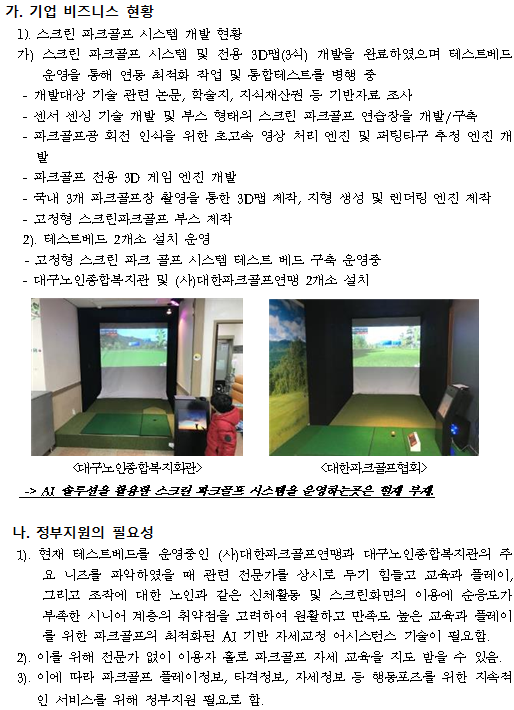 가. 기업 비즈니스 현황
1). 스크린 파크골프 시스템 개발 현황
가) 스크린 파크골프 시스템 및 전용 3D맵(3식) 개발을 완료하였으며 테스트베드
운영을 통해 연동 최적화 작업 및 통합테스트를 병행 중
- 개발대상 기술 관련 논문, 학술지, 지식재산권 등 기반자료 조사
- 센서 센싱 기술 개발 및 부스 형태의 스크린 파크골프 연습장을 개발/구축
- 파크골프공 회전 인식을 위한 초고속 영상 처리 엔진 및 퍼팅타구 추정 엔진 개
발
- 파크골프 전용 3D 게임 엔진 개발
- 국내 3개 파크골프장 촬영을 통한 3D맵 제작, 지형 생성 및 렌더링 엔진 제작
- 고정형 스크린파크골프 부스 제작
2). 테스트베드 2개소 설치 운영
- 고정형 스크린 파크 골프 시스템 테스트 베드 구축 운영중
- 대구노인종합복지관 및 (사)대한파크골프연맹 2개소 설치
<대구노인종합복지회관>
<대한파크골프협회>
-> AI 솔루션을 활용한 스크린 파크골프 시스템을 운영하는곳은 현재 부재.
나. 정부지원의 필요성
1). 현재 테스트베드를 운영중인 (사)대한파크골프연맹과 대구노인종합복지관의 주
요 니즈를 파악하였을 때 관련 전문가를 상시로 두기 힘들고 교육과 플레이,
그리고 조작에 대한 노인과 같은 신체활동 및 스크린화면의 이용에 순응도가
부족한 시니어 계층의 취약점을 고려하여 원활하고 만족도 높은 교육과 플레이
를 위한 파크골프의 최적화된 AI 기반 자세교정 어시스턴스 기술이 필요함.
2). 이를 위해 전문가 없이 이용자 홀로 파크골프 자세 교육을 지도 받을 수 있음.
3). 이에 따라 파크골프 플레이정보, 타격정보, 자세정보 등 행동포즈를 위한 지속적
인 서비스를 위해 정부지원 필요로 함.